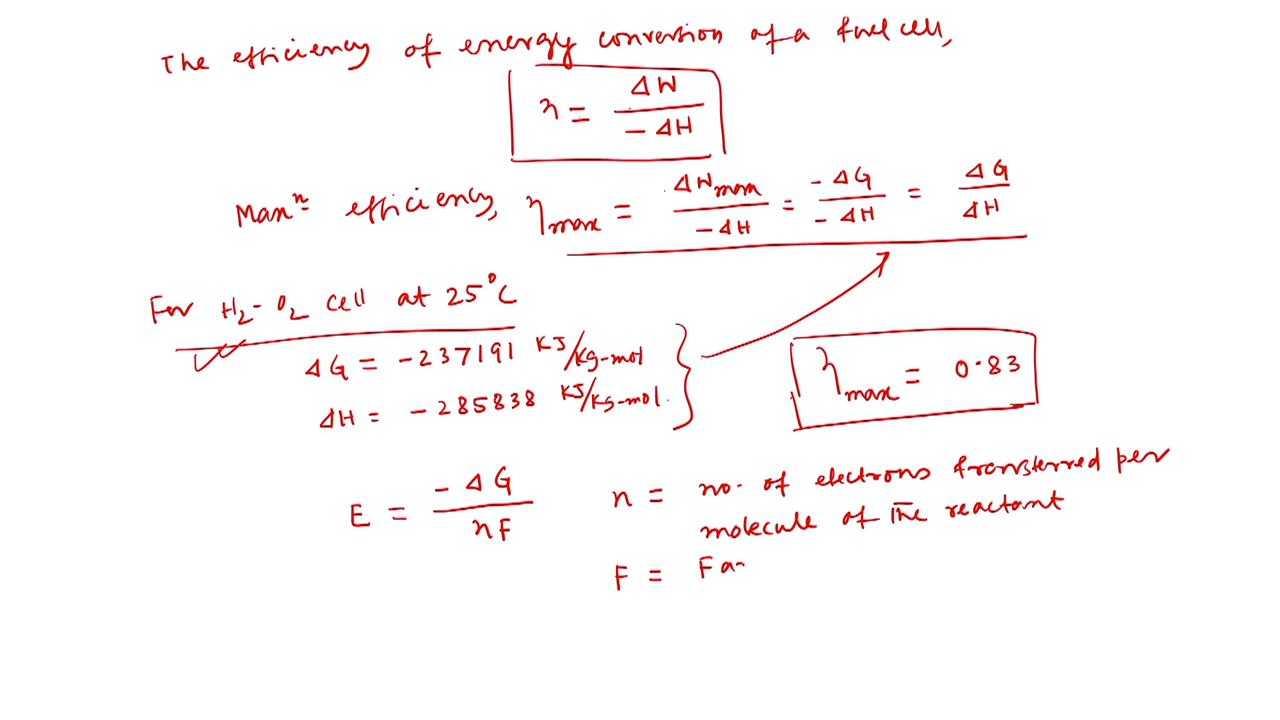 The efficiency of energy convertion of a fuel cell,
η = ΔW / -ΔH
Maxm efficiency, ηmax = ΔWmax / -ΔH = -ΔG / -ΔH = ΔG / ΔH
For H2-O2 cell at 25°C
ΔG = -237191 KJ/Kg-mol
ΔH = -285838 KJ/Kg-mol.
ηmax = 0.83
E = -ΔG / nF
n = no. of electrons transferred per
molecule of the reactant
F = Fa